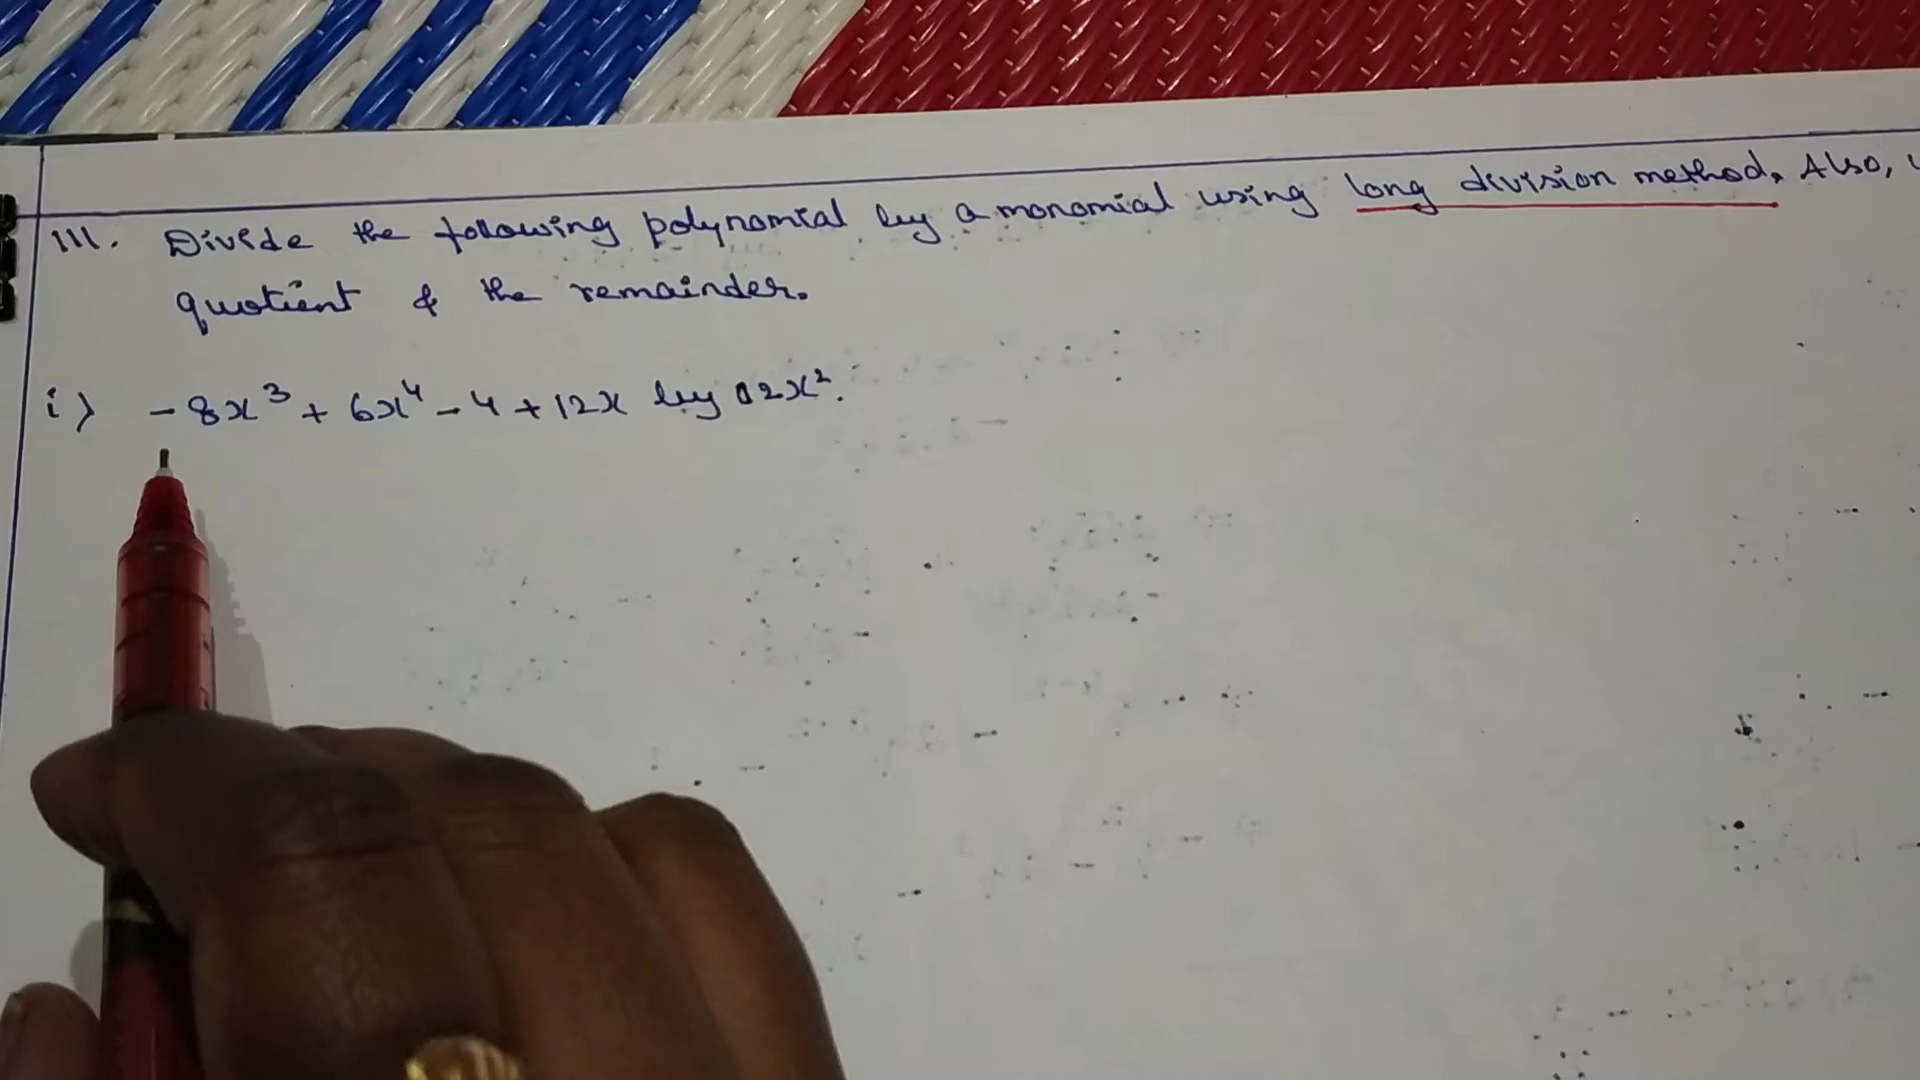 III. Divide the following polynomial by a monomial using long division method. Also,
quotient & the remainder.
i) -8x³ + 6x⁴ - 4 + 12x by 2x².